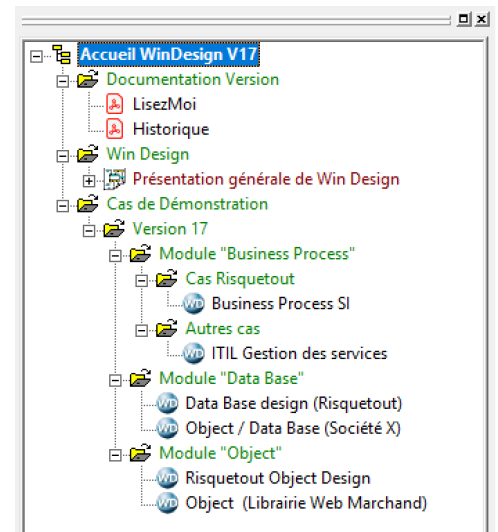 Accueil WinDesign V17
Documentation Version
LisezMoi
Historique
Win Design
Présentation générale de Win Design
Cas de Démonstration
Version 17
Module "Business Process"
Cas Risquetout
Business Process SI
Autres cas
ITIL Gestion des services
Module "Data Base"
Data Base design (Risquetout)
Object / Data Base (Société X)
Module "Object"
Risquetout Object Design
Object  (Librairie Web Marchand)